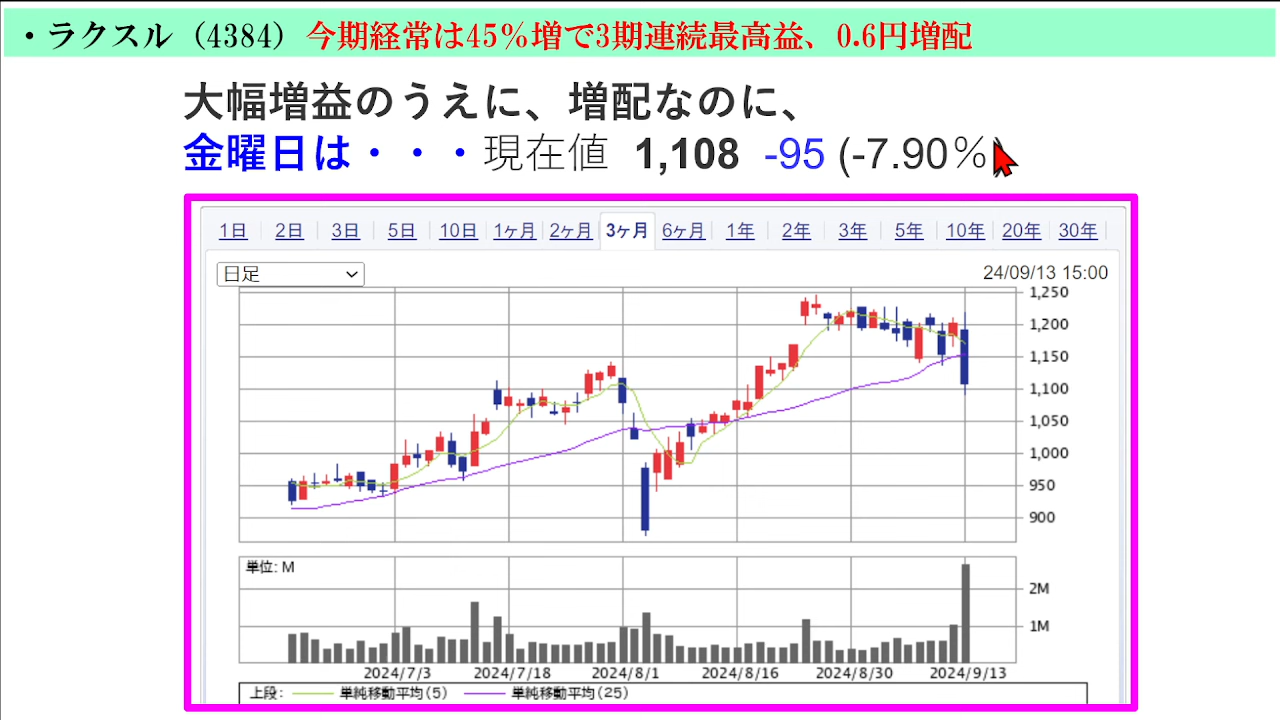 ・ラクスル（4384）今期経常は45％増で3期連続最高益、0.6円増配
大幅増益のうえに、増配なのに、
金曜日は・・・現在値 1,108 -95 (-7.90％)
1日 2日 3日 5日 10日 1ヶ月 2ヶ月 3ヶ月 6ヶ月 1年 2年 3年 5年 10年 20年 30年
日足 24/09/13 15:00
1,250
1,200
1,150
1,100
1,050
1,000
950
900
単位: M
2M
1M
2024/7/3 2024/7/18 2024/8/1 2024/8/16 2024/8/30 2024/9/13
上段: 単純移動平均(5) 単純移動平均(25)